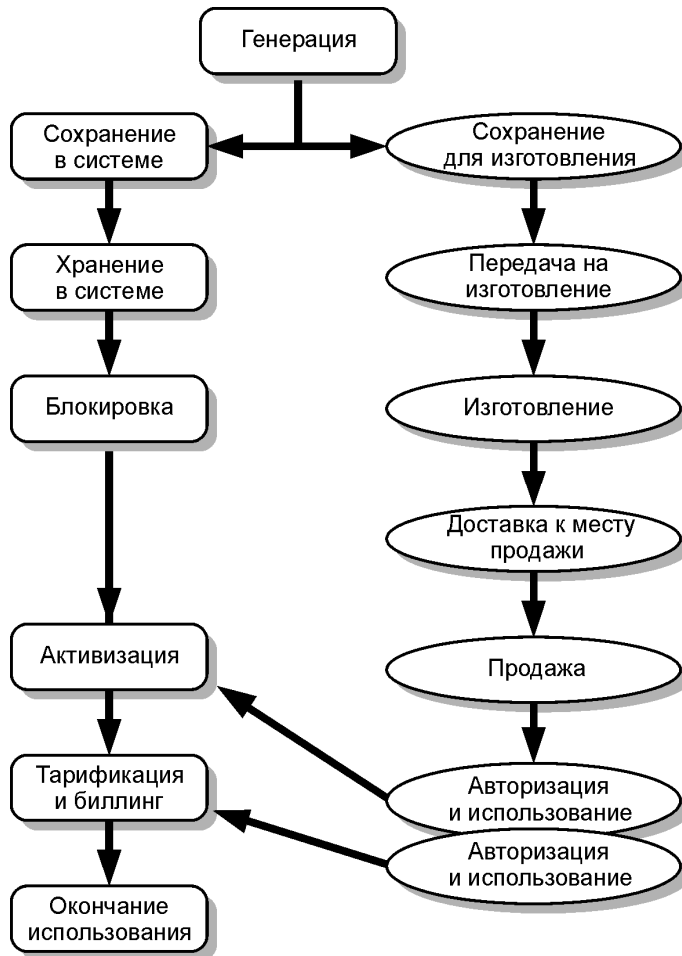 Генерация
Сохранение
в системе
Сохранение
для изготовления
Хранение
в системе
Передача на
изготовление
Блокировка
Изготовление
Доставка к месту
продажи
Активизация
Продажа
Тарификация
и биллинг
Авторизация
и использование
Авторизация
и использование
Окончание
использования